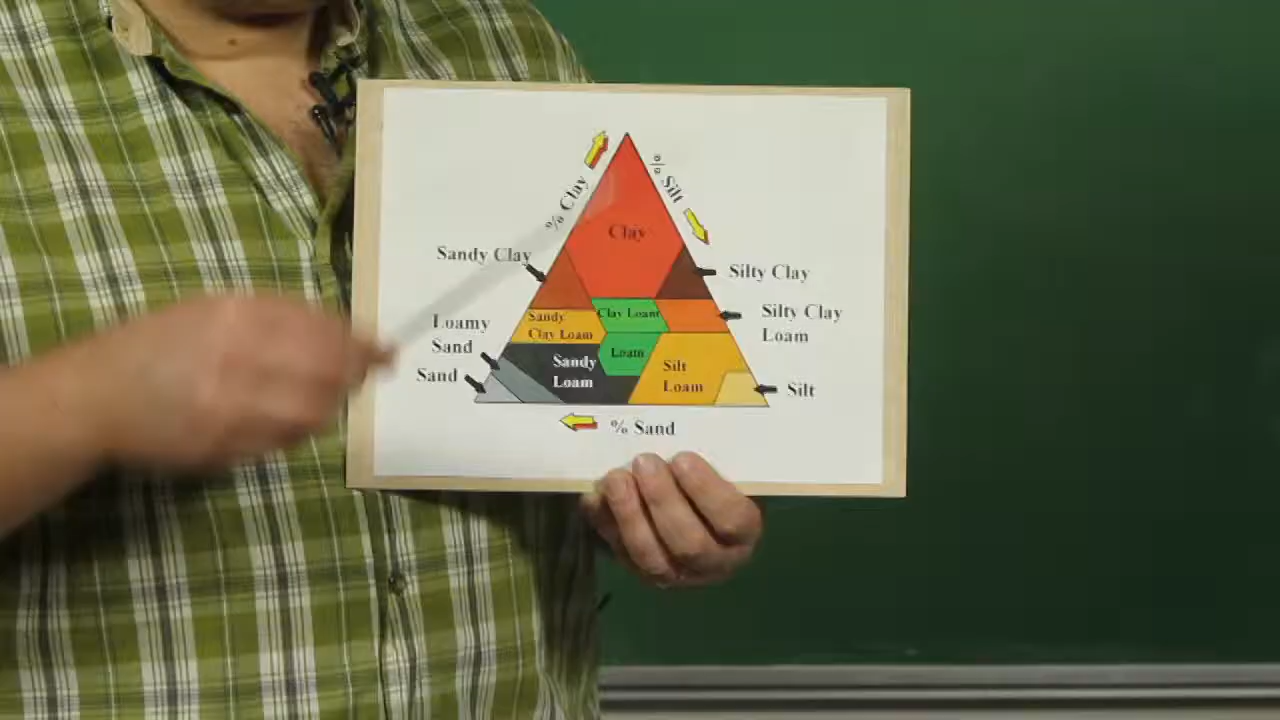 % Clay
% Silt
Clay
Sandy Clay
Silty Clay
Clay Loam
Sandy
Clay Loam
Silty Clay
Loam
Loamy
Sand
Loam
Sandy
Loam
Silt
Loam
Sand
Silt
% Sand